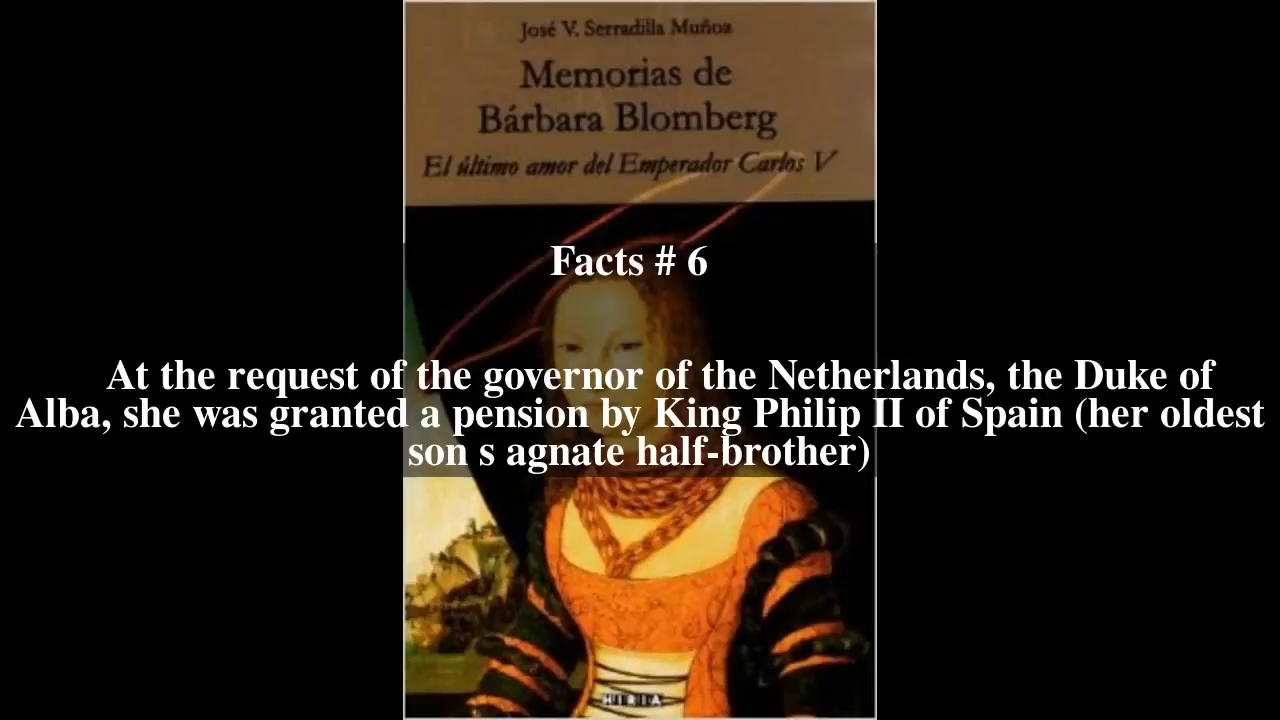 José V. Serradilla Muñoz
Memorias de
Bárbara Blomberg
El último amor del Emperador Carlos V
Facts # 6
At the request of the governor of the Netherlands, the Duke of
Alba, she was granted a pension by King Philip II of Spain (her oldest
son s agnate half-brother)
HIRIA